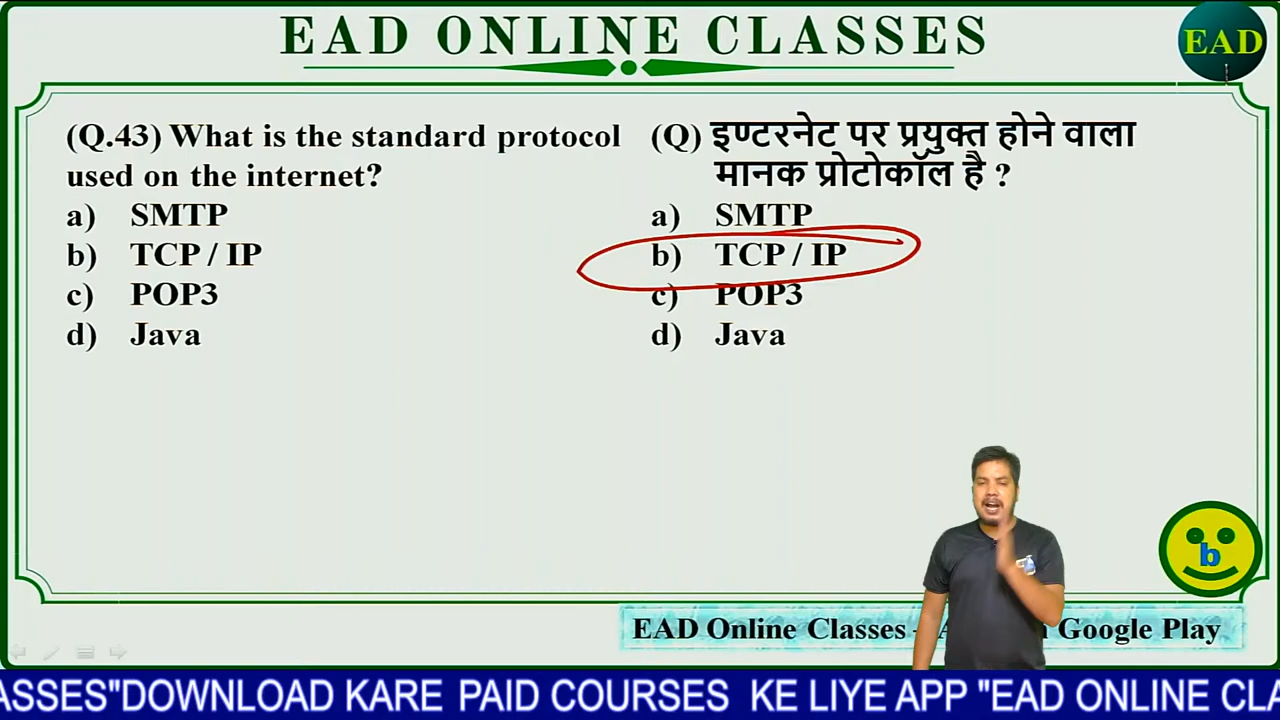 EAD ONLINE CLASSES
EAD
(Q.43) What is the standard protocol
used on the internet?
a) SMTP
b) TCP / IP
c) POP3
d) Java
(Q) इण्टरनेट पर प्रयुक्त होने वाला
मानक प्रोटोकॉल है ?
a) SMTP
b) TCP / IP
c) POP3
d) Java
b
EAD Online Classes - Google Play
ASSES"DOWNLOAD KARE PAID COURSES KE LIYE APP "EAD ONLINE CLA